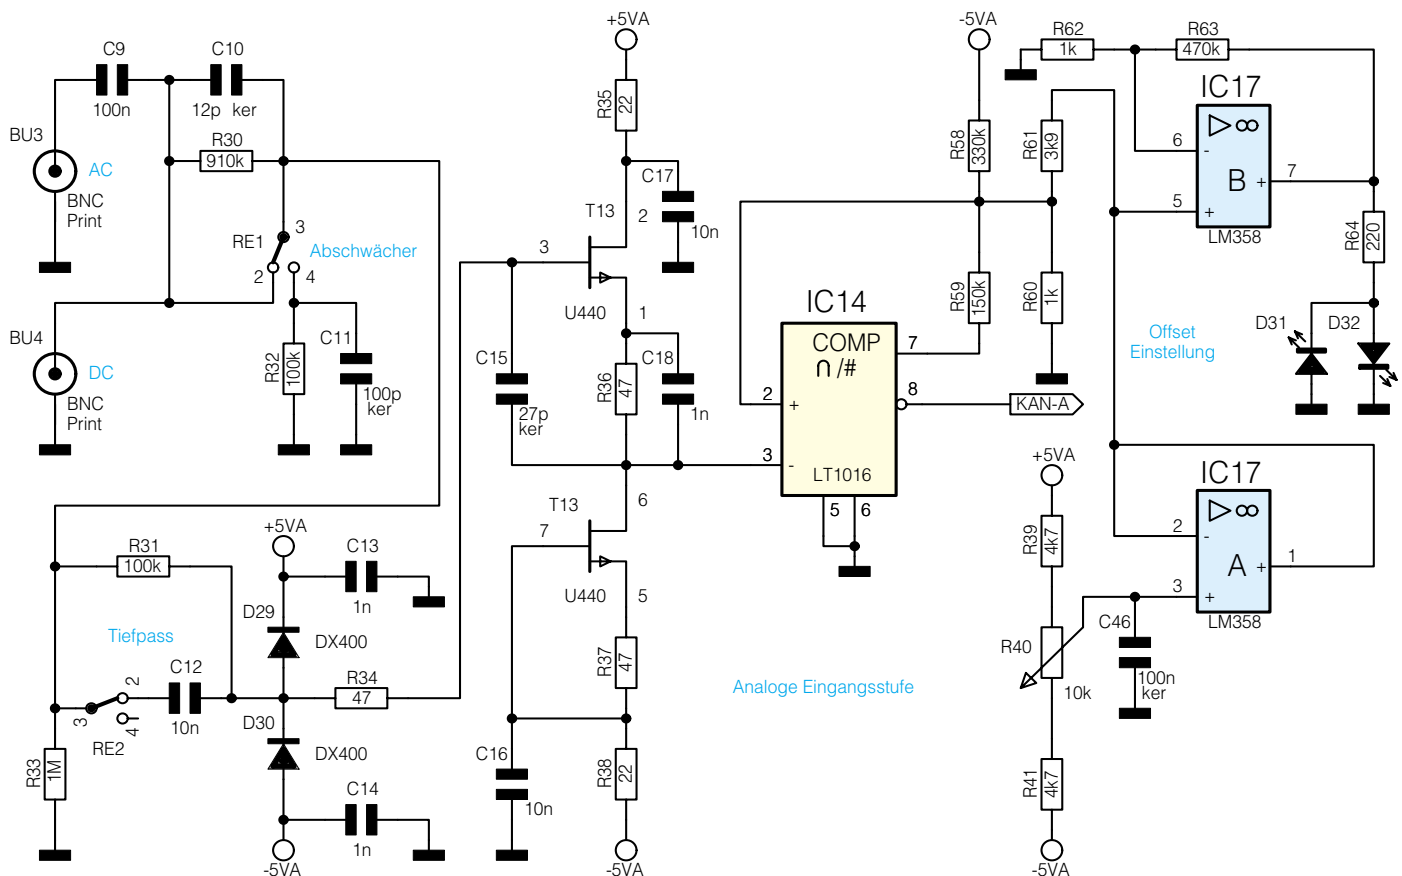 C9
100n
C10
12p ker
R30
910k
BU3
AC
BNC
Print
RE1
3
2
4
Abschwächer
BU4
DC
BNC
Print
R32
100k
C11
100p
ker
R31
100k
Tiefpass
C12
10n
2
3
4
RE2
R33
1M
+5VA
C13
1n
D29
DX400
R34
47
D30
DX400
C14
1n
-5VA
+5VA
R35
22
C17
10n
T13
2
3
U440
1
C15
27p
ker
R36
47
C18
1n
T13
6
7
U440
5
R37
47
C16
10n
R38
22
-5VA
-5VA
R58
330k
R59
150k
R61
3k9
R60
1k
IC14
COMP
∩/#
LT1016
2
+
3
-
7
8
5
6
KAN-A
Analoge Eingangsstufe
R62
1k
R63
470k
IC17
▷ ∞
B
6
-
5
+
+
7
LM358
R64
220
D31
D32
Offset
Einstellung
+5VA
R39
4k7
R40
10k
R41
4k7
-5VA
C46
100n
ker
IC17
▷ ∞
A
2
-
3
+
+
1
LM358